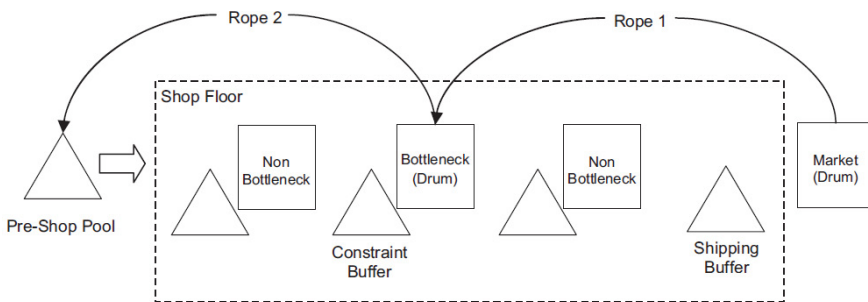 Rope 2
Rope 1
Shop Floor
Non
Bottleneck
Bottleneck
(Drum)
Non
Bottleneck
Market
(Drum)
Pre-Shop Pool
Constraint
Buffer
Shipping
Buffer